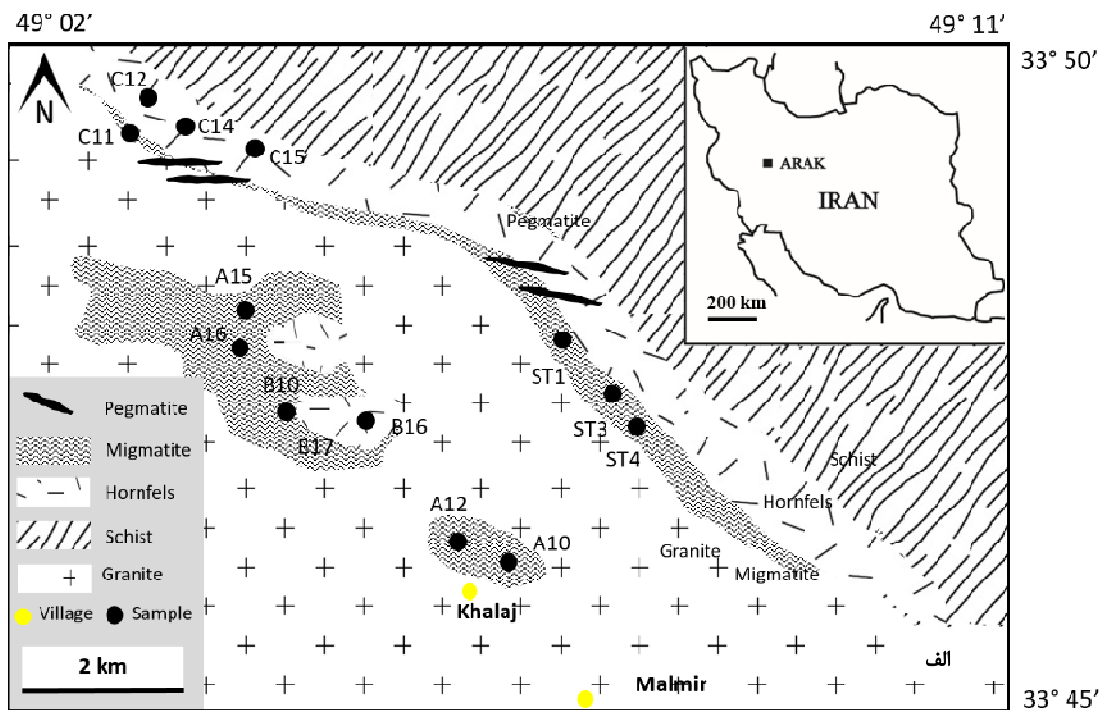 49° 02’
49° 11’
33° 50’
N
C12
C11
C14
C15
Pegmatite
ARAK
IRAN
200 km
A15
A16
B10
B17
B16
ST1
ST3
ST4
Schist
Hornfels
A12
A10
Granite
Migmatite
Khalaj
Malmir
الف
Pegmatite
Migmatite
Hornfels
Schist
Granite
Village
Sample
2 km
33° 45’